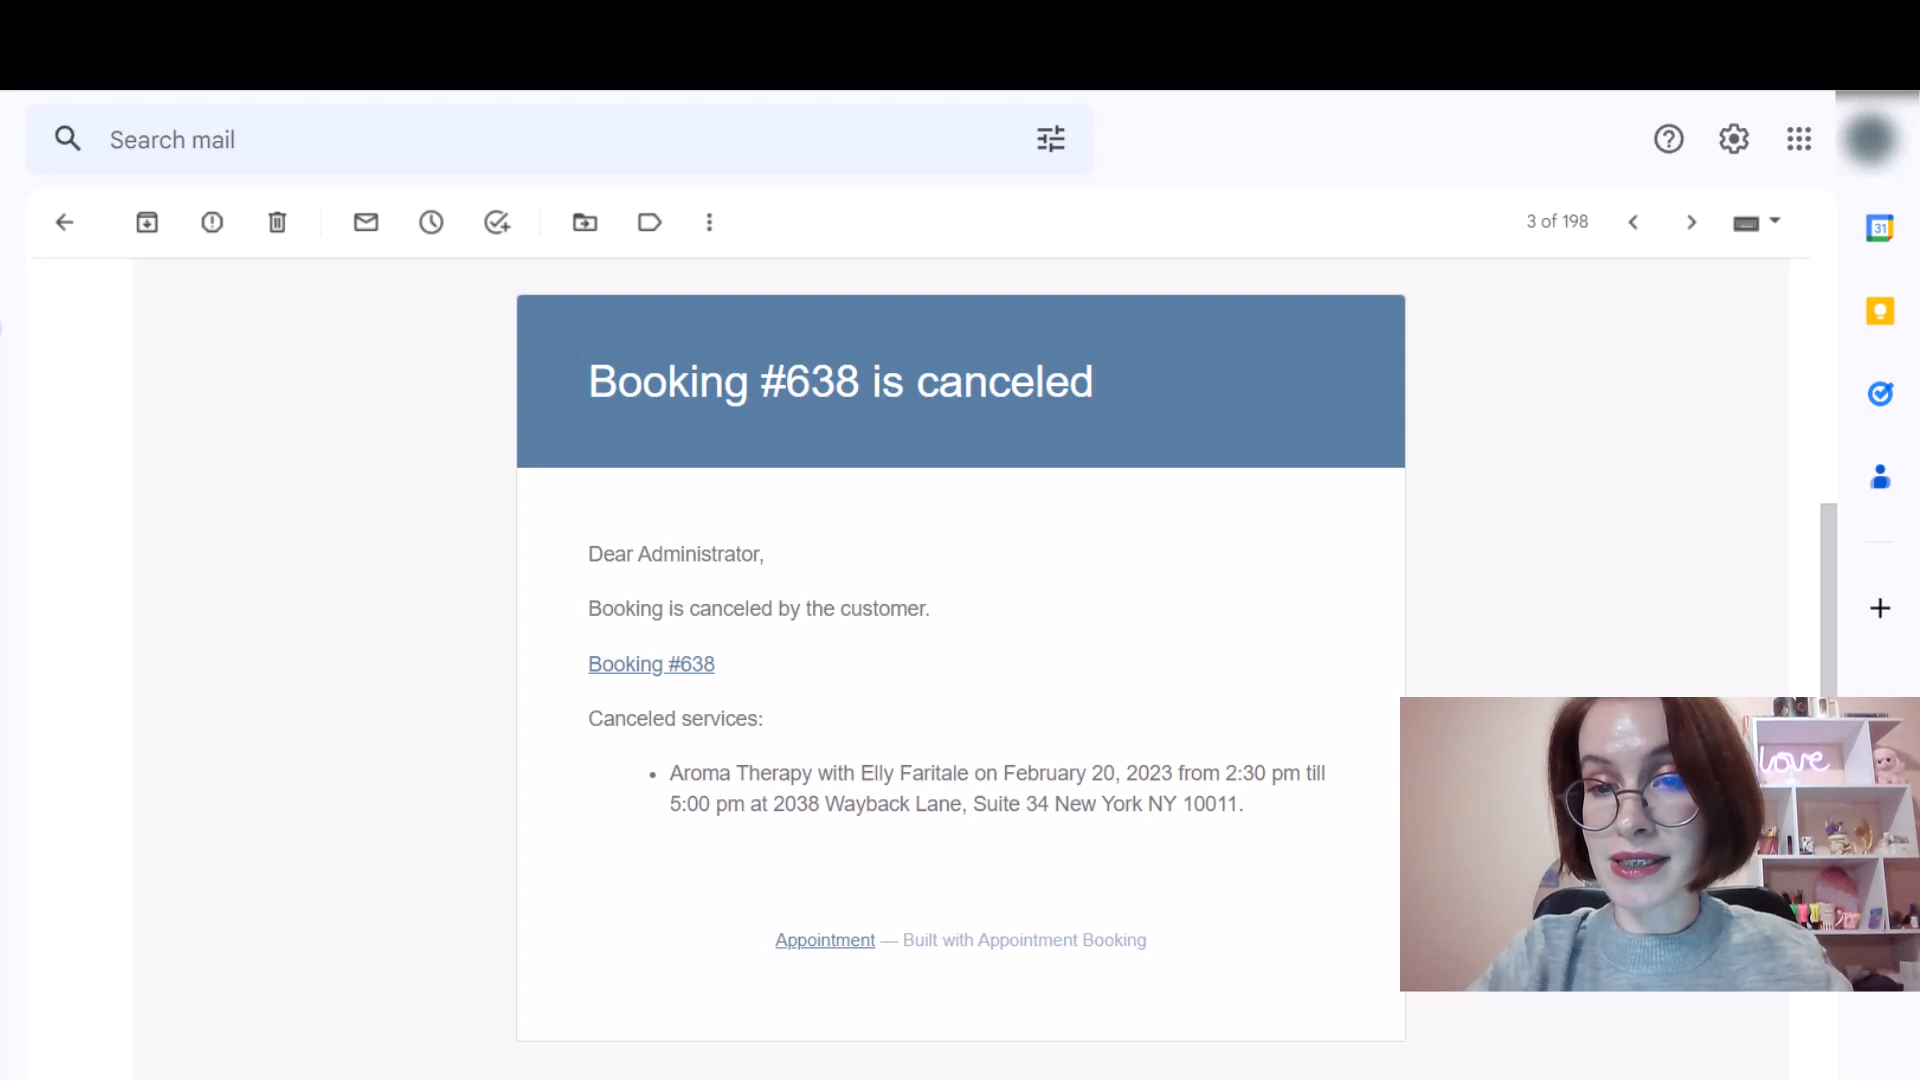 Search mail
3 of 198
31
Booking #638 is canceled
Dear Administrator,
Booking is canceled by the customer.
Booking #638
Canceled services:
• Aroma Therapy with Elly Faritale on February 20, 2023 from 2:30 pm till
5:00 pm at 2038 Wayback Lane, Suite 34 New York NY 10011.
love
Appointment — Built with Appointment Booking